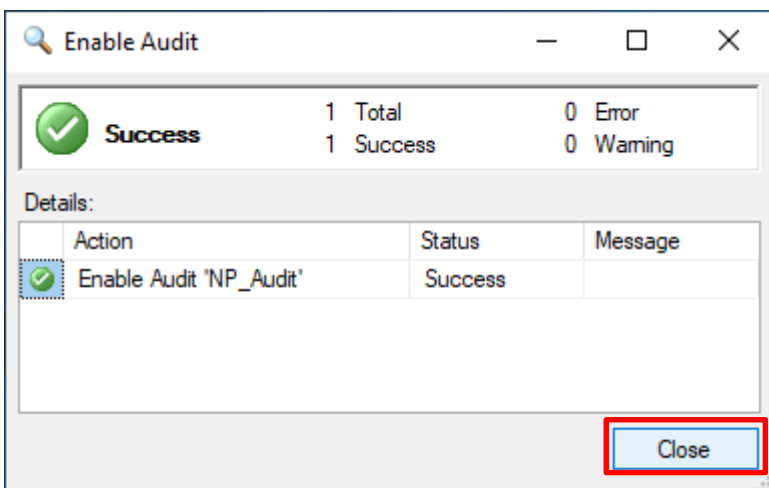 Enable Audit
Success
1 Total
0 Error
1 Success
0 Warning
Details:
Action Status Message
Enable Audit 'NP_Audit' Success
Close